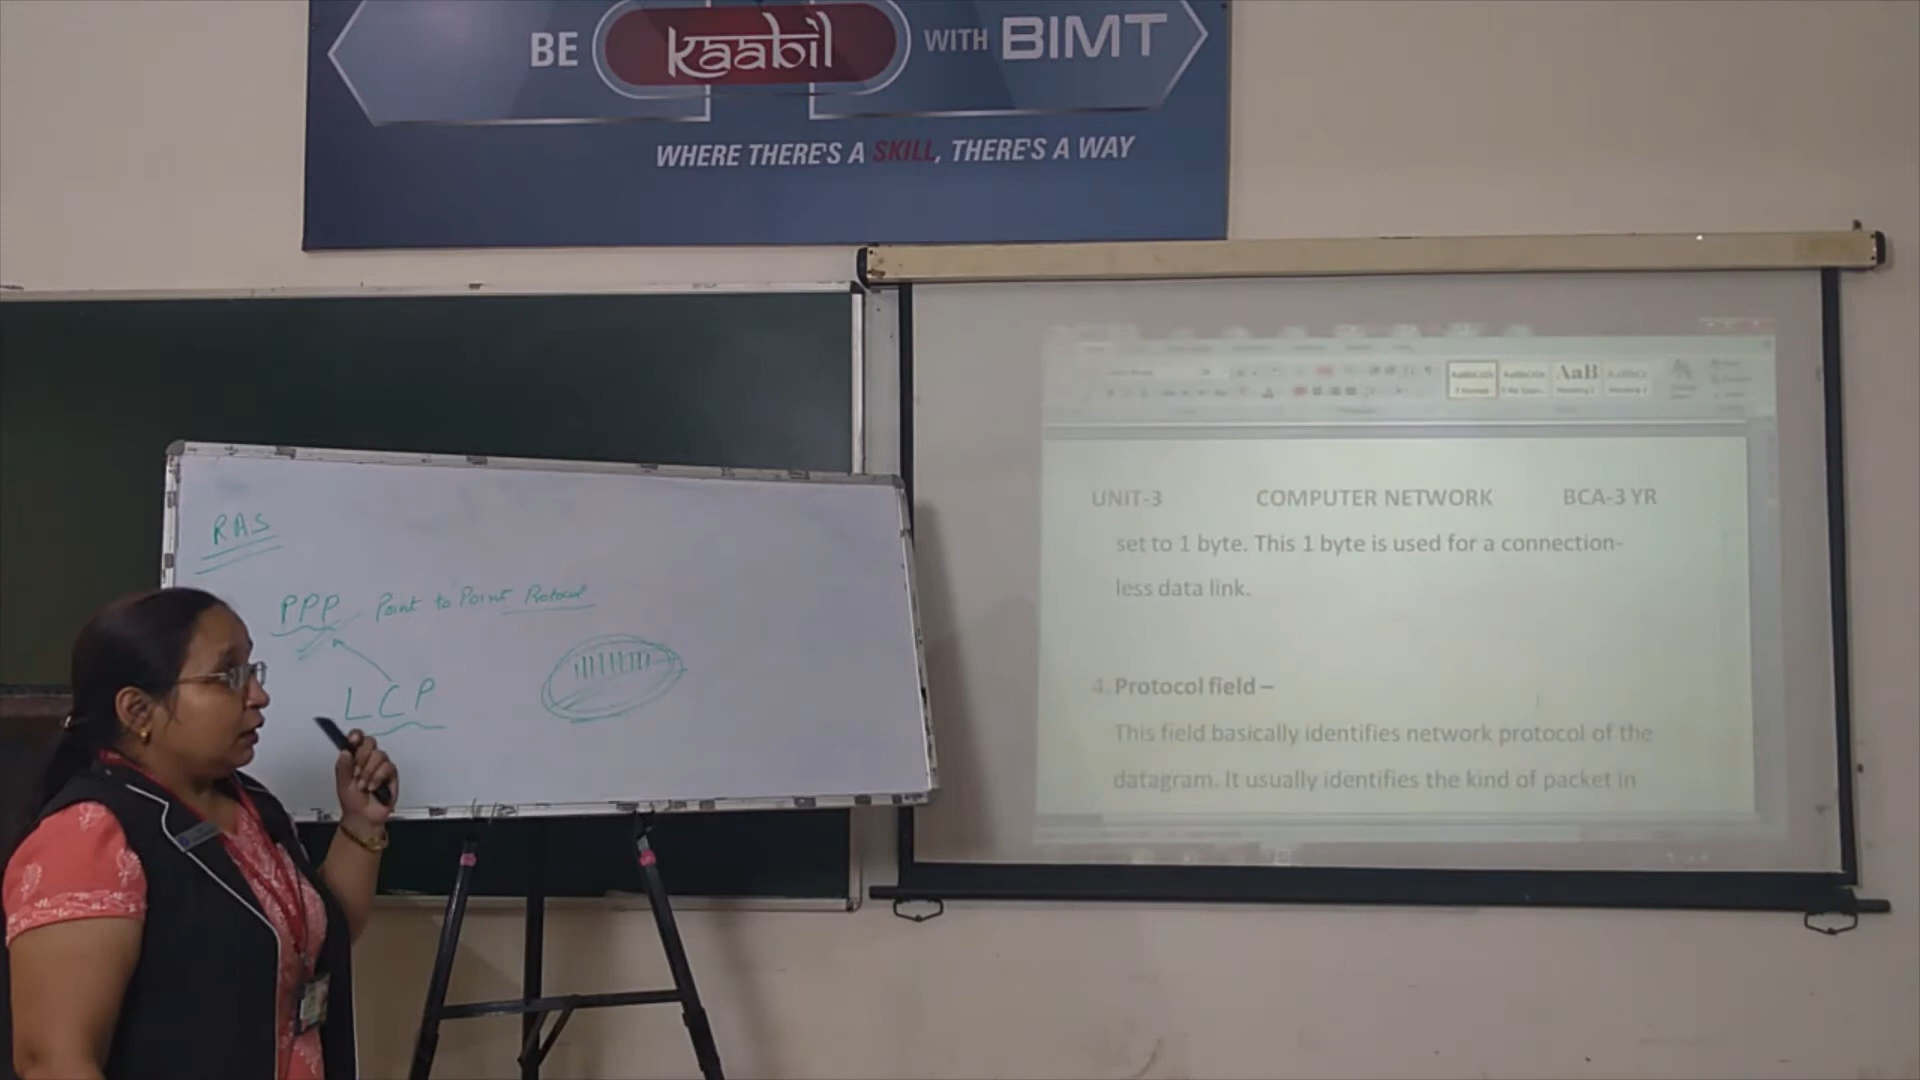 BE kaabil WITH BIMT
WHERE THERE'S A SKILL, THERE'S A WAY
RAS
PPP Point to Point Protocol
LCP
AaB
UNIT-3 COMPUTER NETWORK BCA-3 YR
set to 1 byte. This 1 byte is used for a connection-
less data link.
4. Protocol field –
This field basically identifies network protocol of the
datagram. It usually identifies the kind of packet in